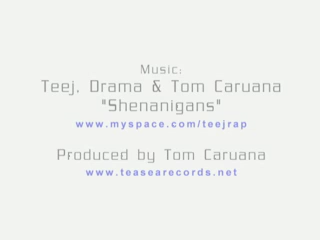 Music:
Teej, Drama & Tom Caruana
"Shenanigans"
www.myspace.com/teejrap
Produced by Tom Caruana
www.teasearecords.net